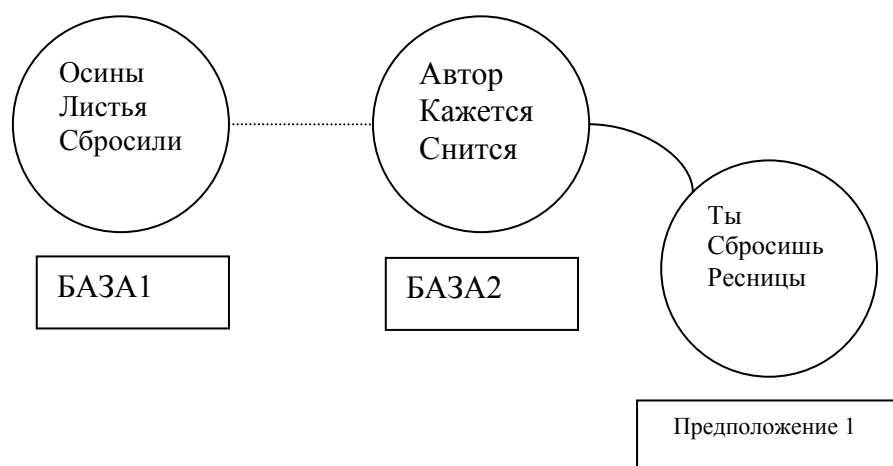 Осины
Листья
Сбросили
Автор
Кажется
Снится
Ты
Сбросишь
Ресницы
БАЗА1
БАЗА2
Предположение 1